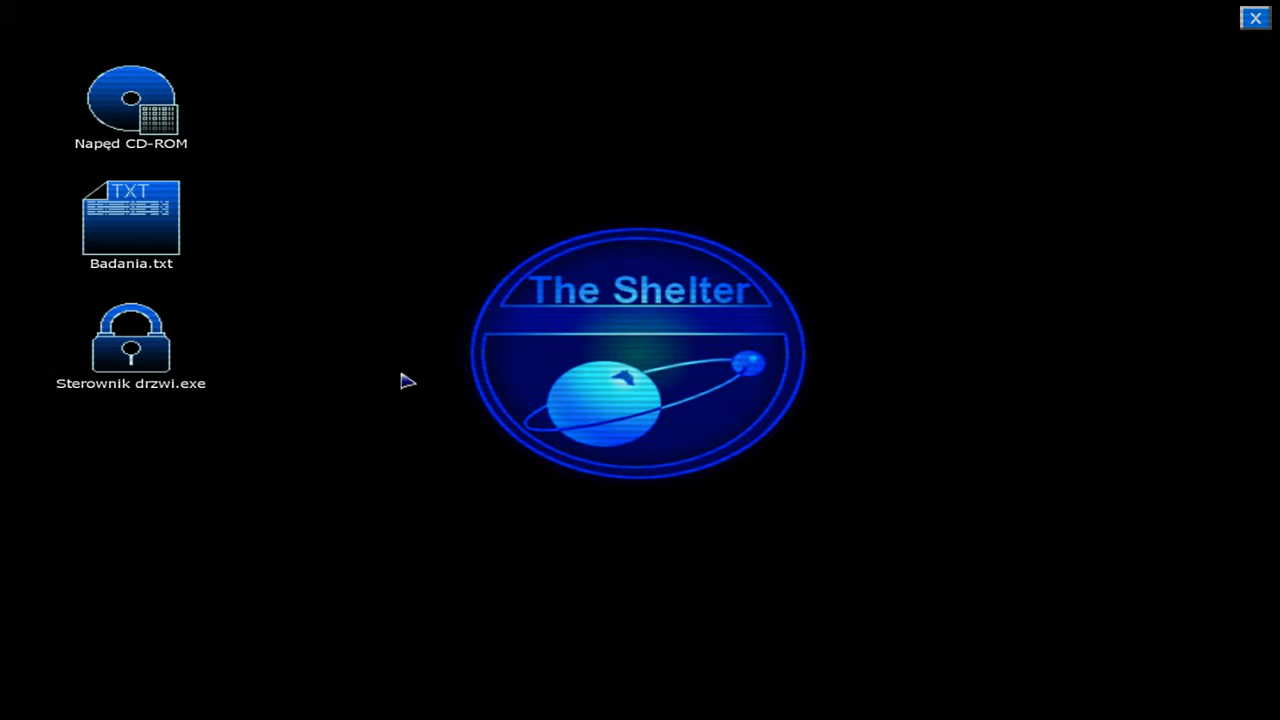 X
Napęd CD-ROM
TXT
Badania.txt
The Shelter
Sterownik drzwi.exe